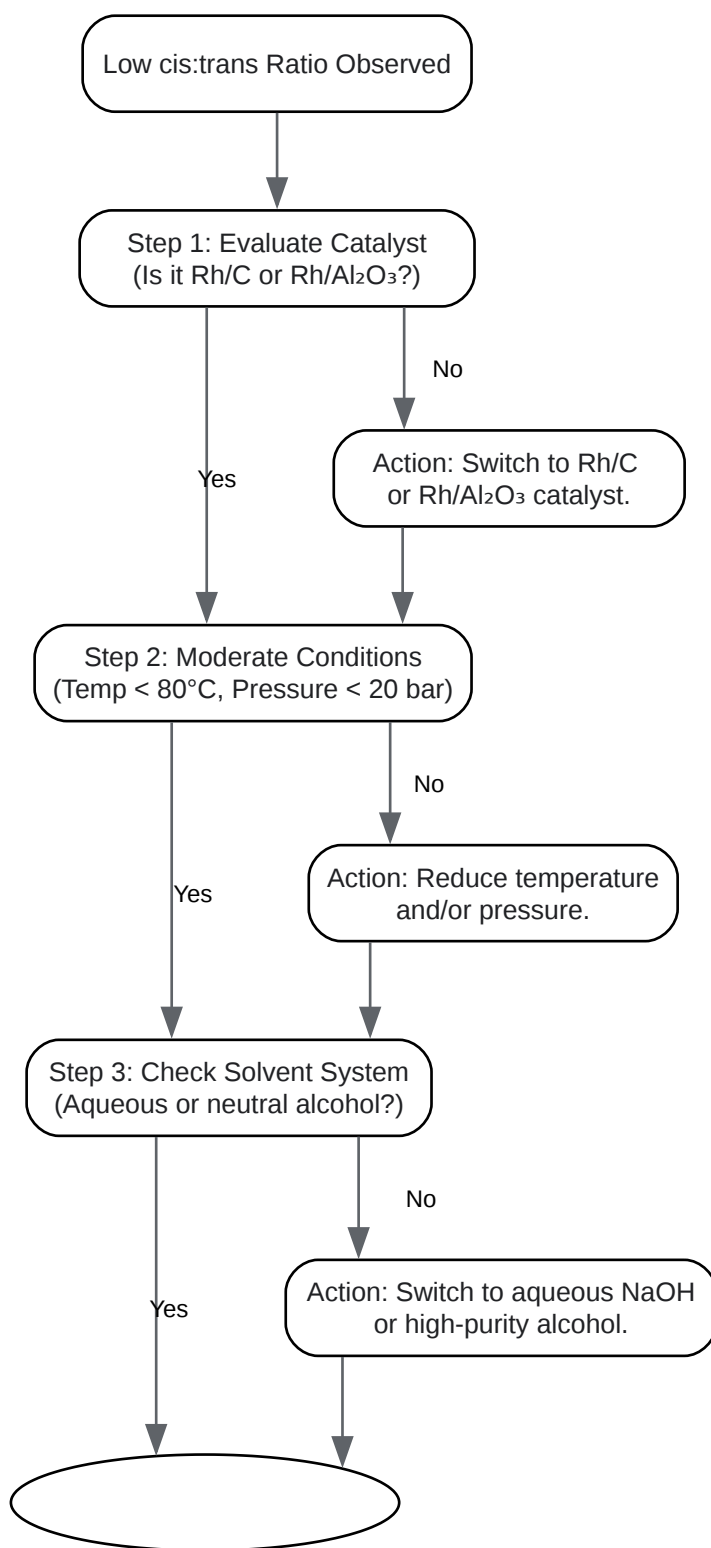 Low cis:trans Ratio Observed
Step 1: Evaluate Catalyst
(Is it Rh/C or Rh/Al₂O₃?)
No
Yes
Action: Switch to Rh/C
or Rh/Al₂O₃ catalyst.
Step 2: Moderate Conditions
(Temp < 80°C, Pressure < 20 bar)
No
Yes
Action: Reduce temperature
and/or pressure.
Step 3: Check Solvent System
(Aqueous or neutral alcohol?)
No
Yes
Action: Switch to aqueous NaOH
or high-purity alcohol.